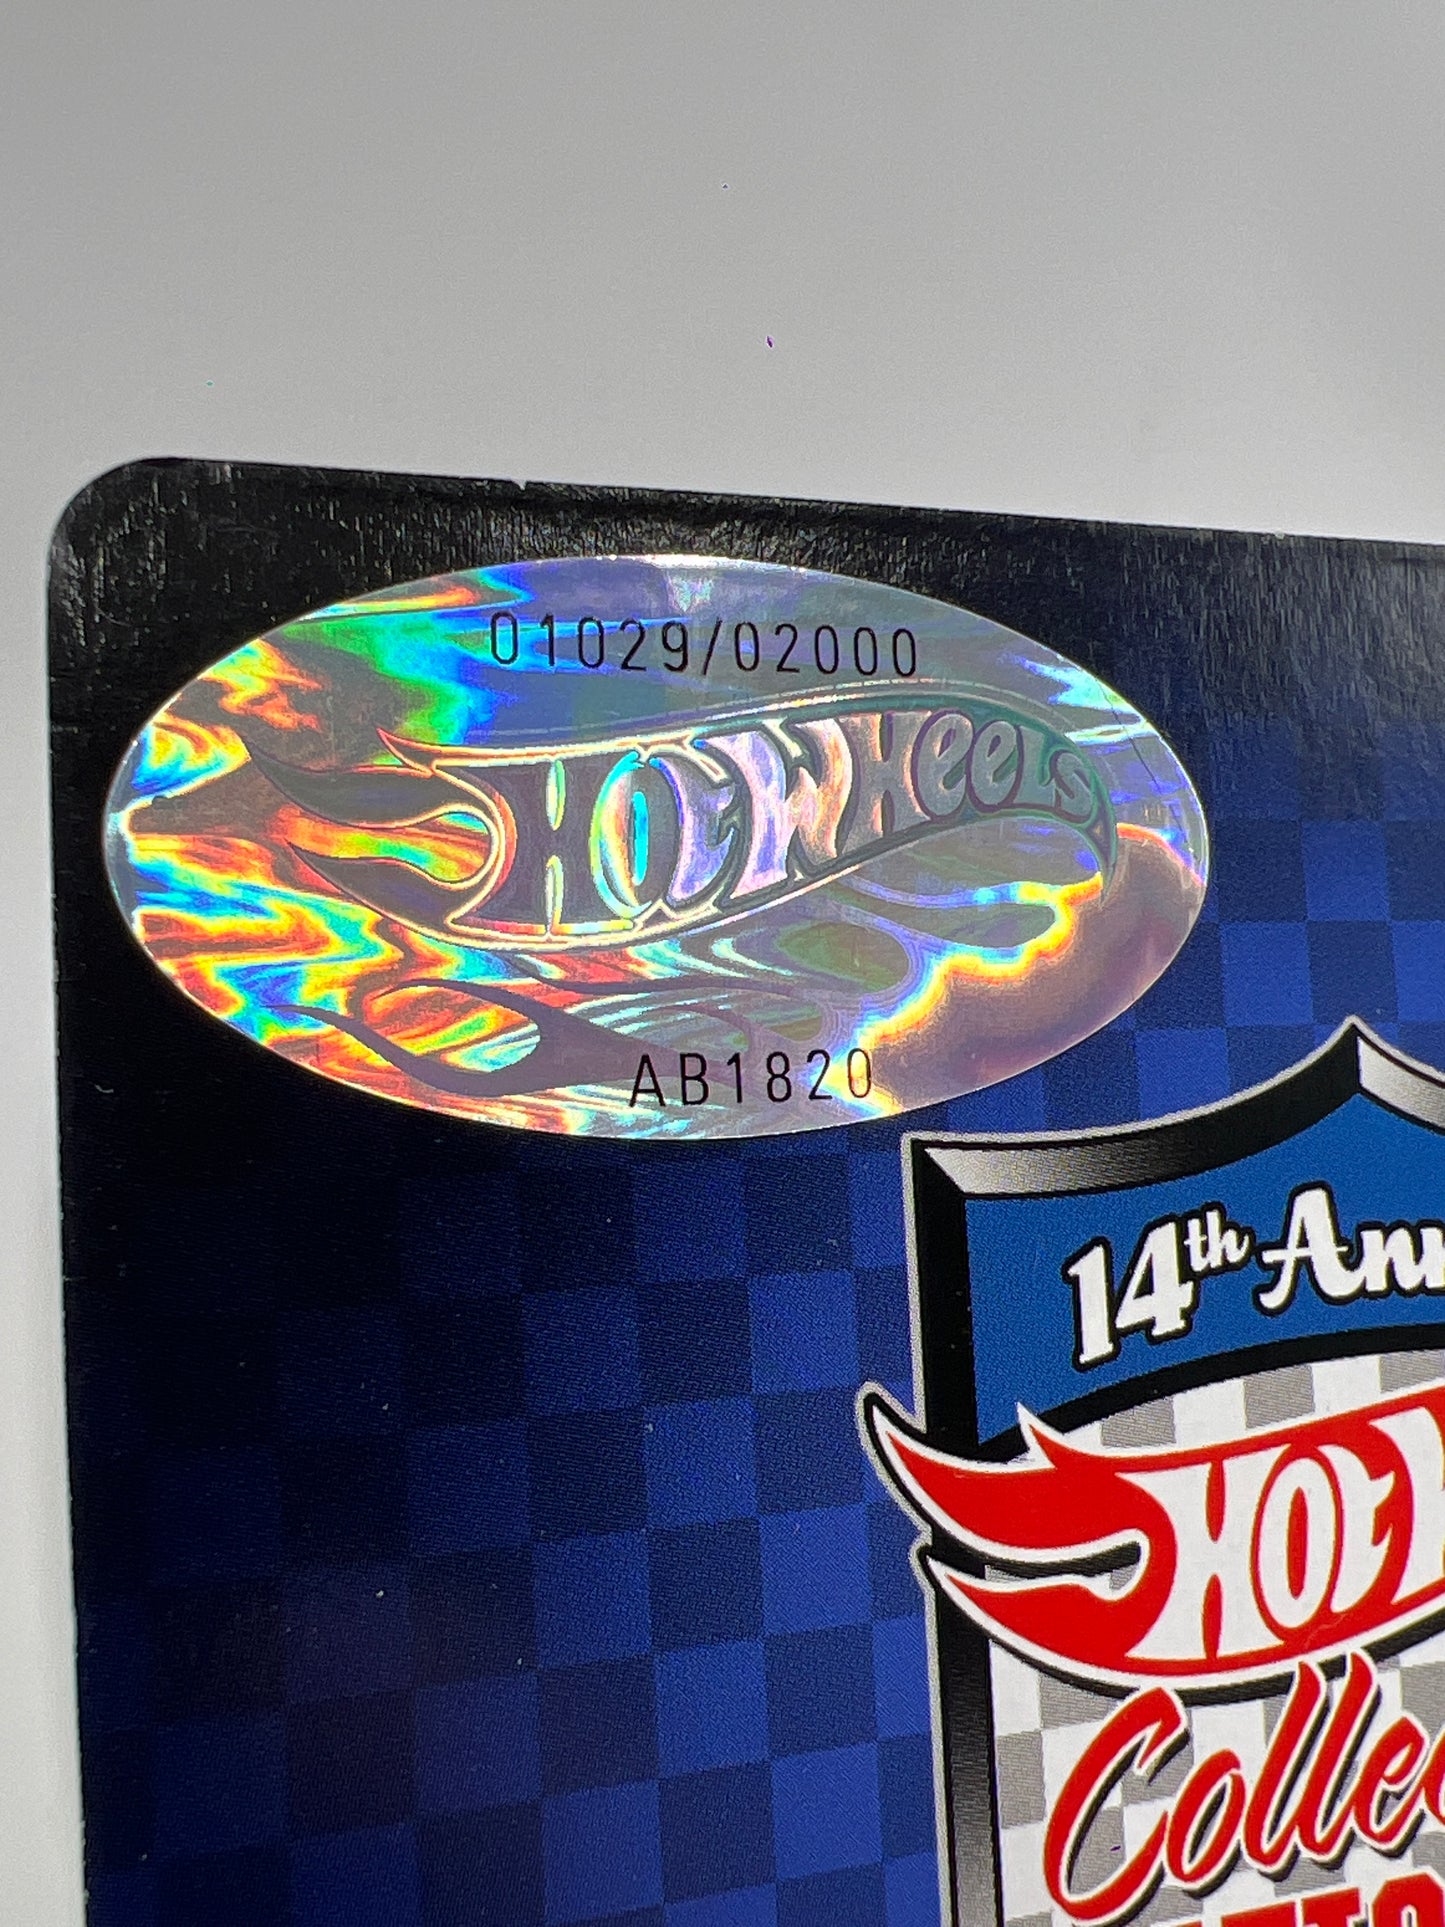 01029/02000
HOT WHEELS
AB1820
14th Ann
HOT
Colle